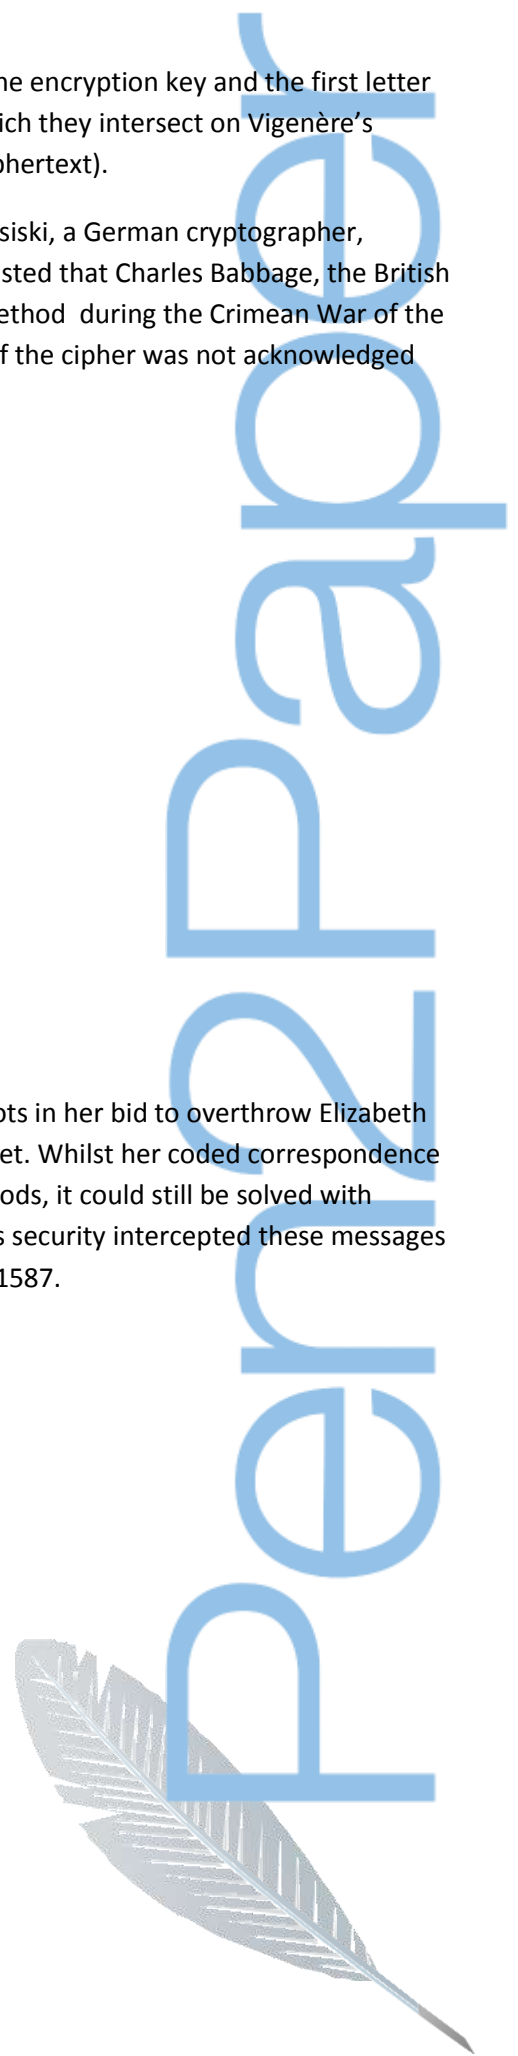 ne encryption key and the first letter
ich they intersect on Vigenère's
phertext).
siski, a German cryptographer,
sted that Charles Babbage, the British
ethod during the Crimean War of the
f the cipher was not acknowledged
ots in her bid to overthrow Elizabeth
et. Whilst her coded correspondence
ods, it could still be solved with
s security intercepted these messages
1587.
Pen2Paper